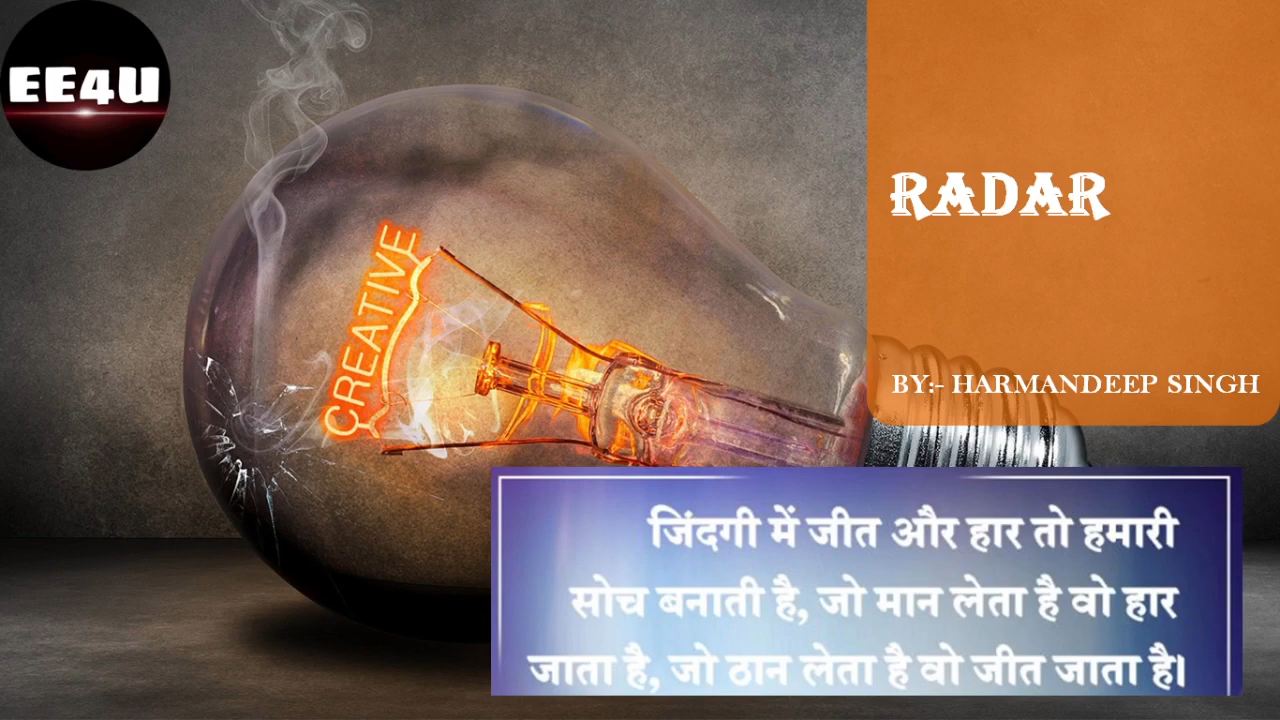 EE4U
RADAR
CREATIVE
BY:- HARMANDEEP SINGH
जिंदगी में जीत और हार तो हमारी
सोच बनाती है, जो मान लेता है वो हार
जाता है, जो ठान लेता है वो जीत जाता है।